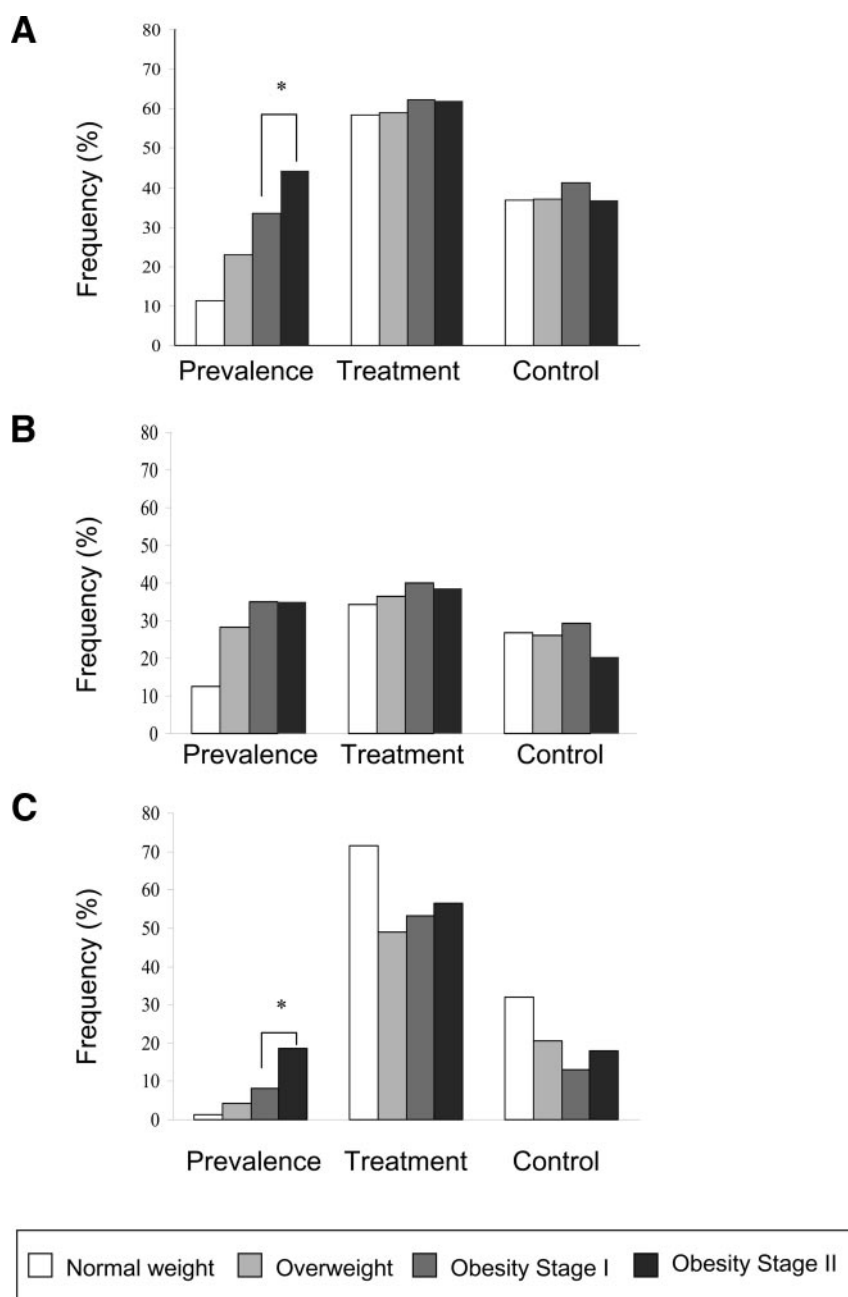 A
80
70
60
50
40
30
20
10
0
Frequency (%)
*
Prevalence Treatment Control
B
80
70
60
50
40
30
20
10
0
Frequency (%)
Prevalence Treatment Control
C
80
70
60
50
40
30
20
10
0
Frequency (%)
*
Prevalence Treatment Control
Normal weight Overweight Obesity Stage I Obesity Stage II